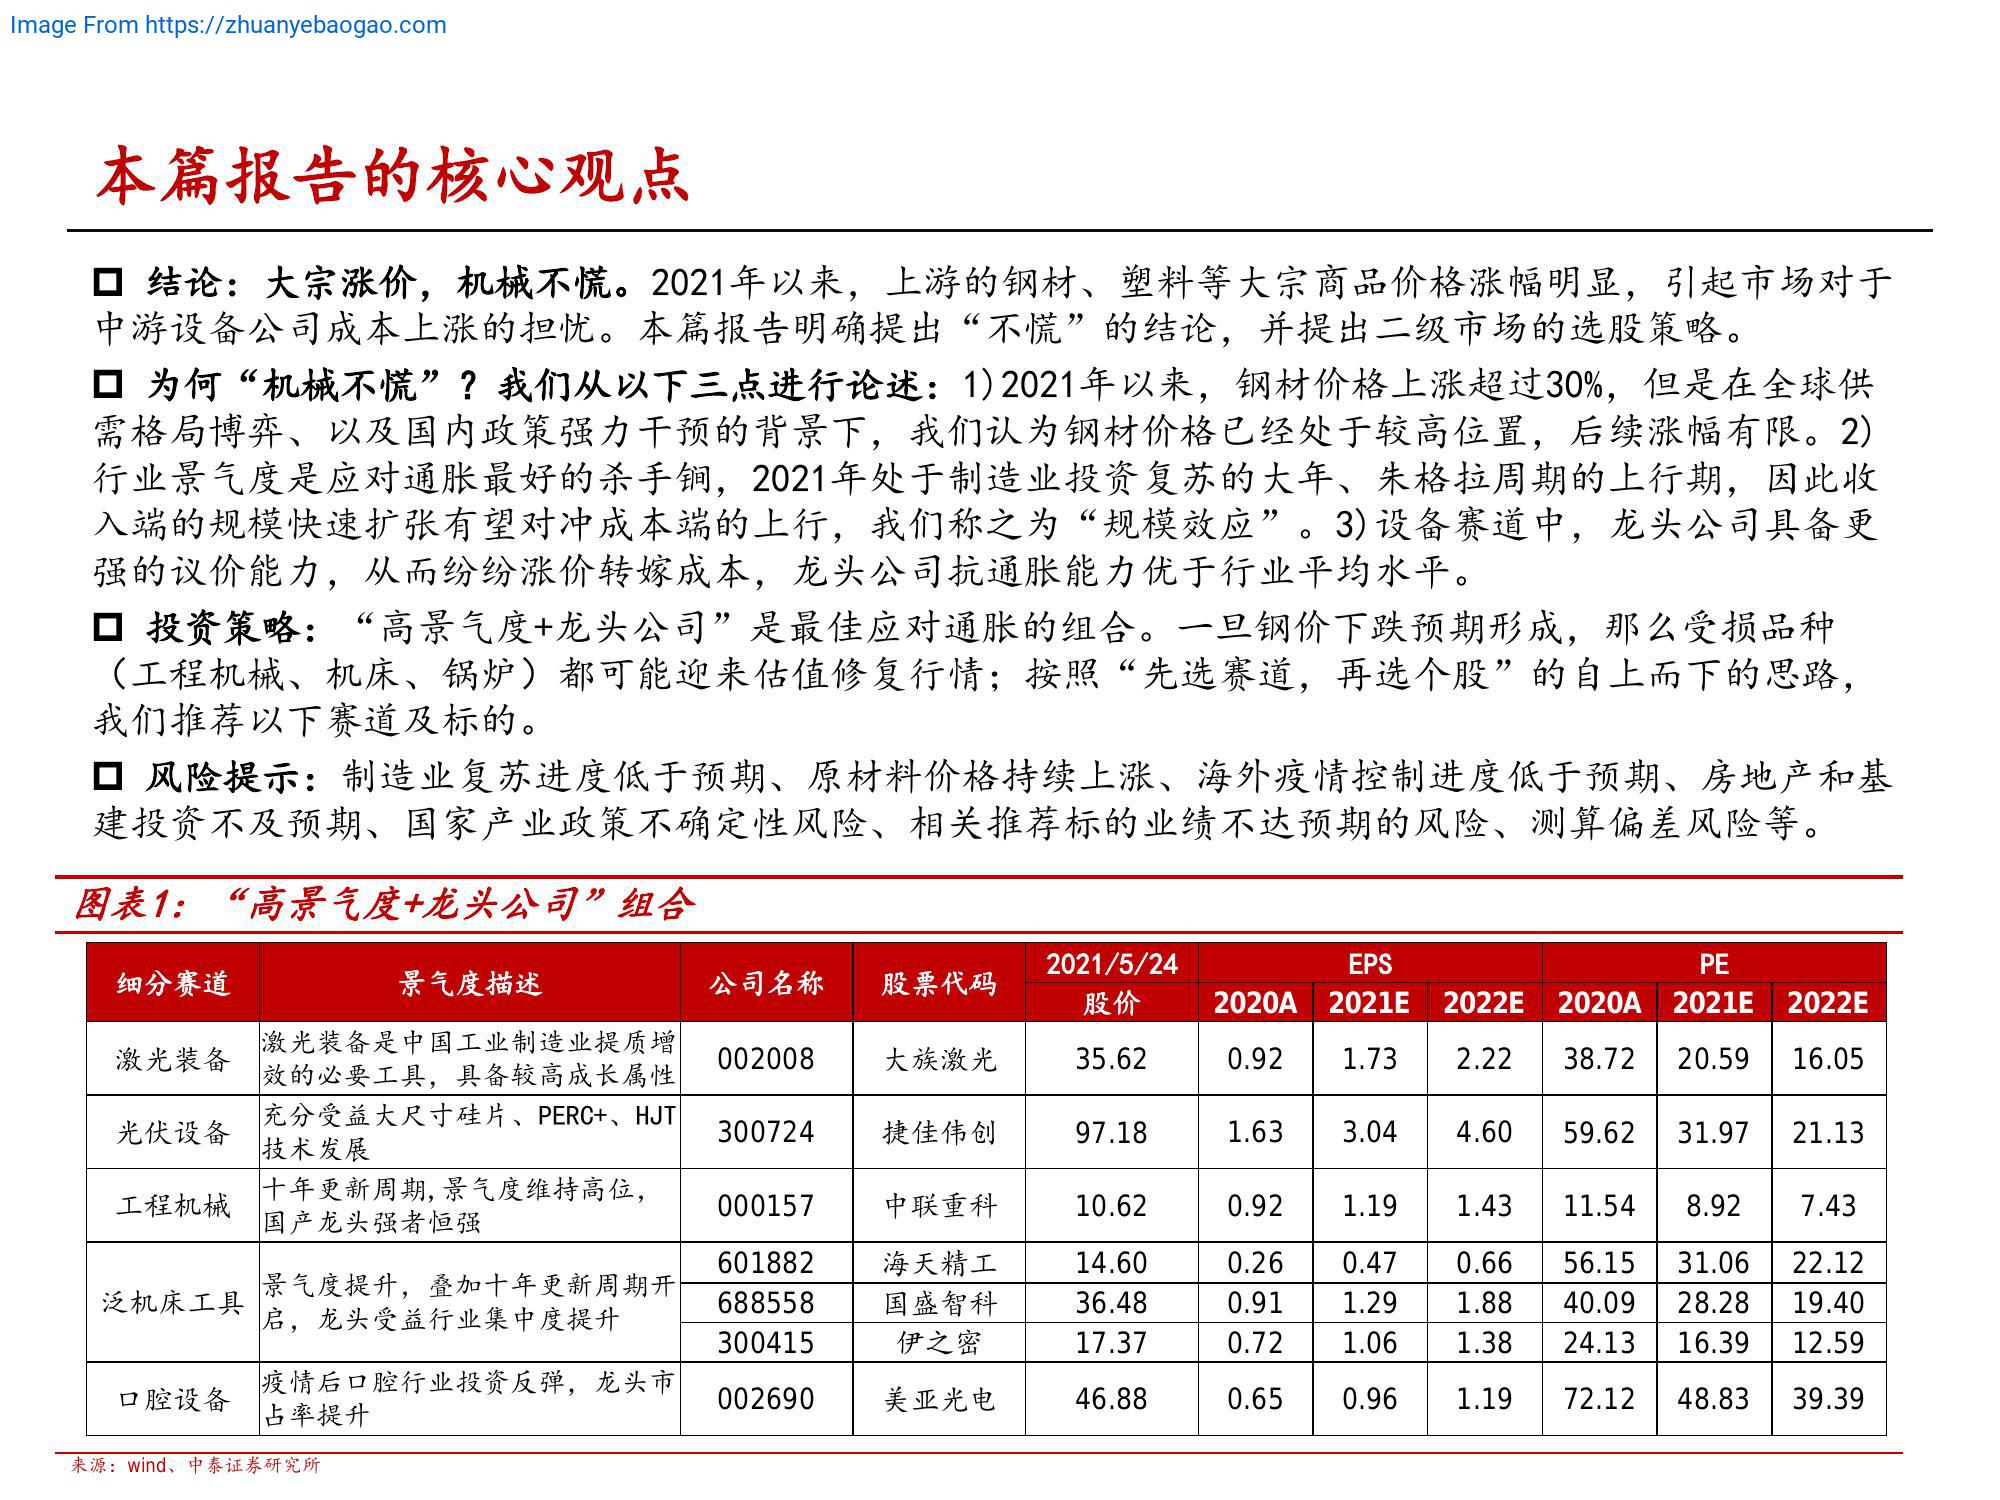 Image From https://zhuanyebaogao.com
本篇报告的核心观点
结论：大宗涨价，机械不慌。2021年以来，上游的钢材、塑料等大宗商品价格涨幅明显，引起市场对于
中游设备公司成本上涨的担忧。本篇报告明确提出“不慌”的结论，并提出二级市场的选股策略。
为何“机械不慌”？我们从以下三点进行论述：1)2021年以来，钢材价格上涨超过30%，但是在全球供
需格局博弈、以及国内政策强力干预的背景下，我们认为钢材价格已经处于较高位置，后续涨幅有限。2)
行业景气度是应对通胀最好的杀手锏，2021年处于制造业投资复苏的大年、朱格拉周期的上行期，因此收
入端的规模快速扩张有望对冲成本端的上行，我们称之为“规模效应”。3)设备赛道中，龙头公司具备更
强的议价能力，从而纷纷涨价转嫁成本，龙头公司抗通胀能力优于行业平均水平。
投资策略：“高景气度+龙头公司”是最佳应对通胀的组合。一旦钢价下跌预期形成，那么受损品种
（工程机械、机床、锅炉）都可能迎来估值修复行情；按照“先选赛道，再选个股”的自上而下的思路，
我们推荐以下赛道及标的。
风险提示：制造业复苏进度低于预期、原材料价格持续上涨、海外疫情控制进度低于预期、房地产和基
建投资不及预期、国家产业政策不确定性风险、相关推荐标的业绩不达预期的风险、测算偏差风险等。
图表1：“高景气度+龙头公司”组合
细分赛道 景气度描述 公司名称 股票代码 2021/5/24 EPS PE
股价 2020A 2021E 2022E 2020A 2021E 2022E
激光装备 激光装备是中国工业制造业提质增 002008 大族激光 35.62 0.92 1.73 2.22 38.72 20.59 16.05
效的必要工具，具备较高成长属性
光伏设备 充分受益大尺寸硅片、PERC+、HJT 300724 捷佳伟创 97.18 1.63 3.04 4.60 59.62 31.97 21.13
技术发展
工程机械 十年更新周期,景气度维持高位， 000157 中联重科 10.62 0.92 1.19 1.43 11.54 8.92 7.43
国产龙头强者恒强
601882 海天精工 14.60 0.26 0.47 0.66 56.15 31.06 22.12
泛机床工具 景气度提升，叠加十年更新周期开 688558 国盛智科 36.48 0.91 1.29 1.88 40.09 28.28 19.40
启，龙头受益行业集中度提升 300415 伊之密 17.37 0.72 1.06 1.38 24.13 16.39 12.59
口腔设备 疫情后口腔行业投资反弹，龙头市 002690 美亚光电 46.88 0.65 0.96 1.19 72.12 48.83 39.39
占率提升
来源：wind、中泰证券研究所